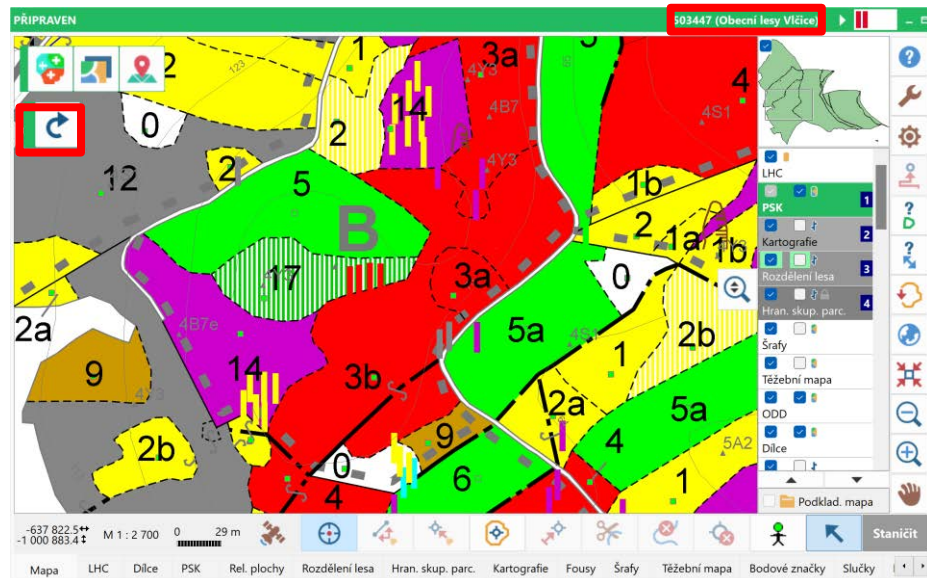 PŘIPRAVEN
503447 (Obecní lesy Vlčice)
2
123
1
4Y3
3a
5
4
14
4B7
4S1
0
2
12
2
4Y3
5
1b
B
2
1a
1b
17
3a
0
2a
4B7e
5a
4S1
2b
9
14
3b
1
4Y3
2a
5a
2b
9
4
5A2
0
6
1
4
LHC
PSK
1
Kartografie
2
Rozdělení lesa
3
Hran. skup. parc.
4
Šrafy
Těžební mapa
ODD
Dílce
Podklad. mapa
?
?
D
?
-637 822.5
-1 000 883.4
M 1 : 2 700
0 29 m
Staničit
Mapa LHC Dílce PSK Rel. plochy Rozdělení lesa Hran. skup. parc. Kartografie Fousy Šrafy Těžební mapa Bodové značky Slučky